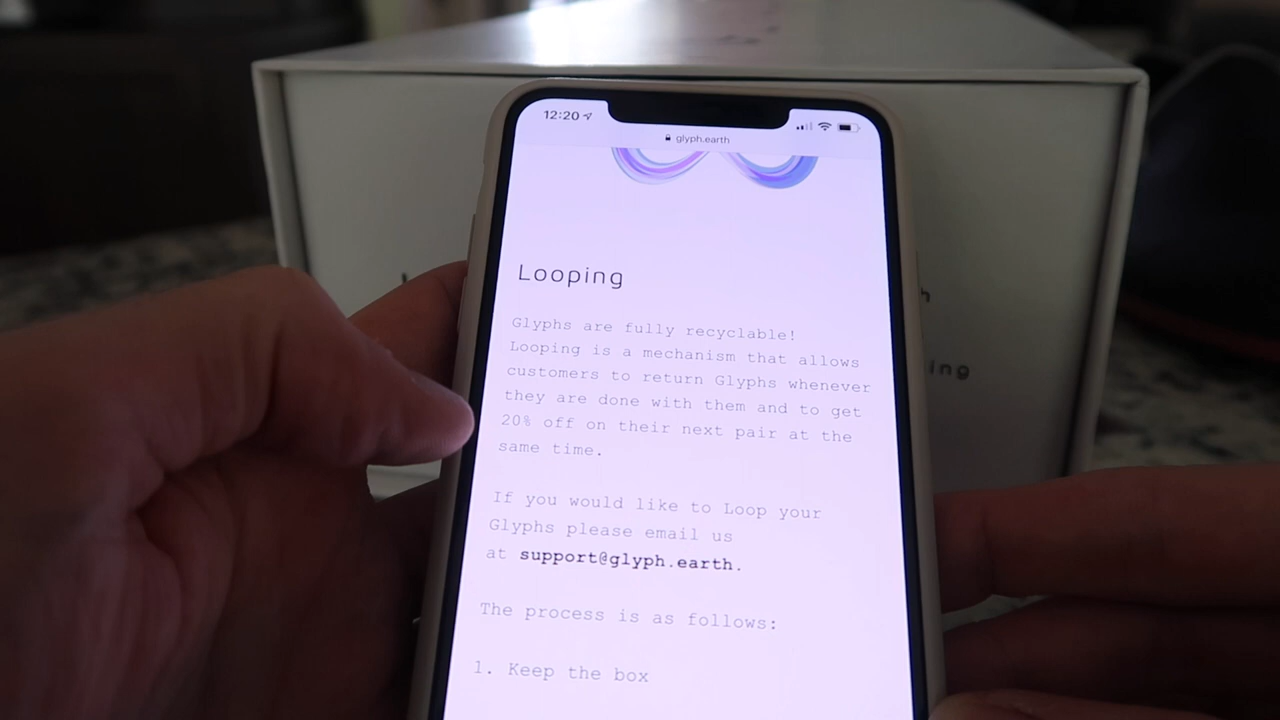 12:20
glyph.earth
Looping
Glyphs are fully recyclable!
Looping is a mechanism that allows
customers to return Glyphs whenever
they are done with them and to get
20% off on their next pair at the
same time.
If you would like to Loop your
Glyphs please email us
at support@glyph.earth.
The process is as follows:
1. Keep the box